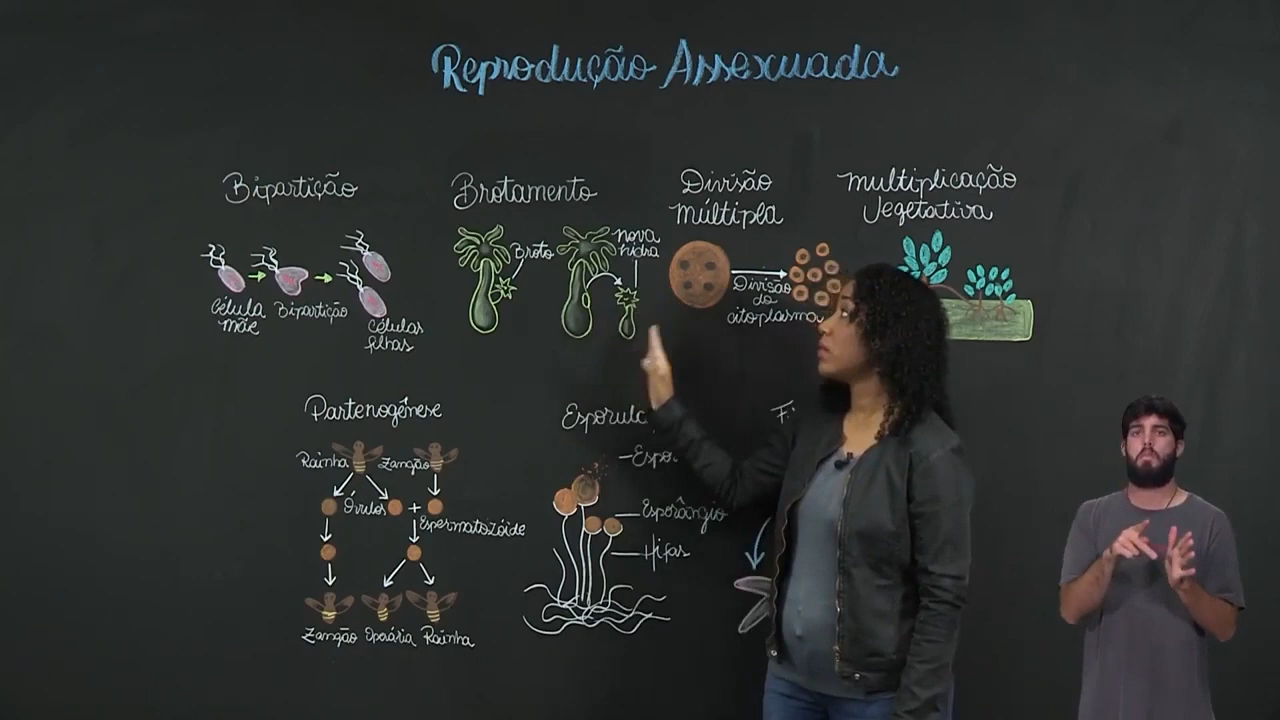 Reprodução Assexuada
Bipartição
Célula
mãe
Bipartição
Células
filhas
Brotamento
Broto
nova
hidra
Divisão
múltipla
Divisão
do
citoplasma
multiplicação
Vegetativa
Partenogênese
Rainha
Zangão
Óvulos
+
Espermatozóide
Zangão
Operária
Rainha
Esporângio
Hifas